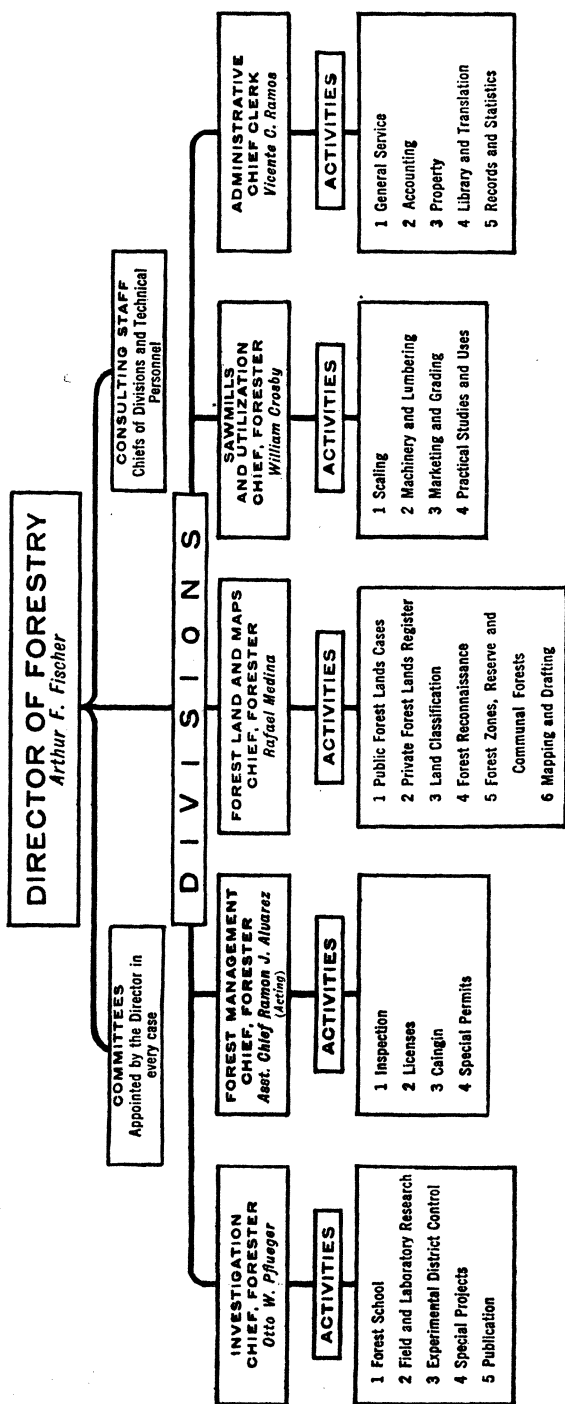 DIRECTOR OF FORESTRY
Arthur F. Fischer
COMMITTEES
Appointed by the Director in
every case
CONSULTING STAFF
Chiefs of Divisions and Technical
Personnel
DIVISIONS
INVESTIGATION
CHIEF, FORESTER
Otto W. Pflueger
ACTIVITIES
1 Forest School
2 Field and Laboratory Research
3 Experimental District Control
4 Special Projects
5 Publication
FOREST MANAGEMENT
CHIEF, FORESTER
Asst. Chief Ramon J. Alvarez
(Acting)
ACTIVITIES
1 Inspection
2 Licenses
3 Caingin
4 Special Permits
FOREST LAND AND MAPS
CHIEF, FORESTER
Rafael Medina
ACTIVITIES
1 Public Forest Lands Cases
2 Private Forest Lands Register
3 Land Classification
4 Forest Reconnaissance
5 Forest Zones, Reserve and
Communal Forests
6 Mapping and Drafting
SAWMILLS
AND UTILIZATION
CHIEF, FORESTER
William Crosby
ACTIVITIES
1 Scaling
2 Machinery and Lumbering
3 Marketing and Grading
4 Practical Studies and Uses
ADMINISTRATIVE
CHIEF CLERK
Vicente C. Ramos
ACTIVITIES
1 General Service
2 Accounting
3 Property
4 Library and Translation
5 Records and Statistics